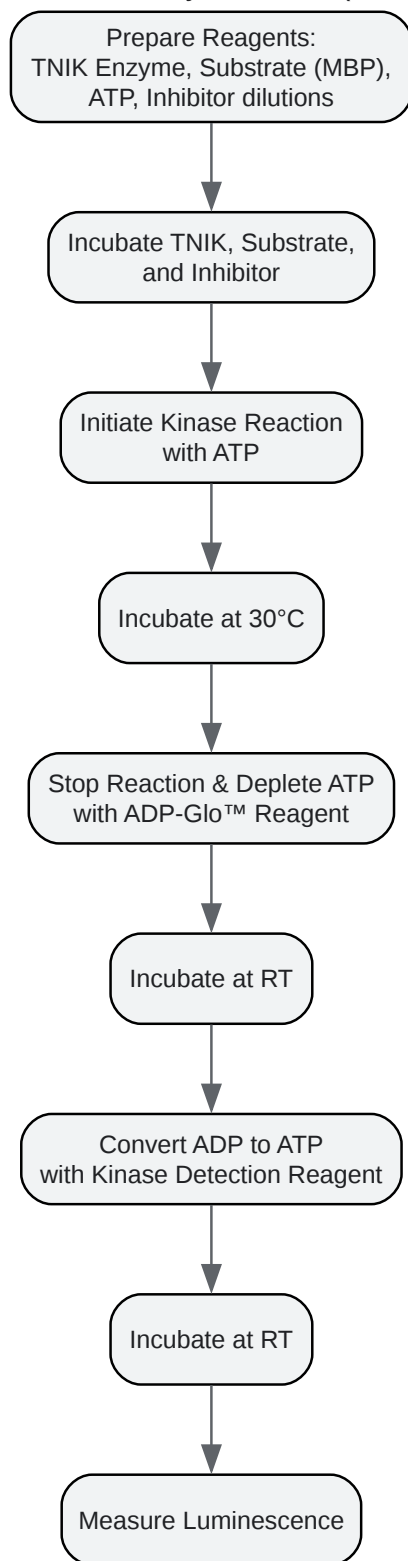 Prepare Reagents:
TNIK Enzyme, Substrate (MBP),
ATP, Inhibitor dilutions
Incubate TNIK, Substrate,
and Inhibitor
Initiate Kinase Reaction
with ATP
Incubate at 30°C
Stop Reaction & Deplete ATP
with ADP-Glo™ Reagent
Incubate at RT
Convert ADP to ATP
with Kinase Detection Reagent
Incubate at RT
Measure Luminescence